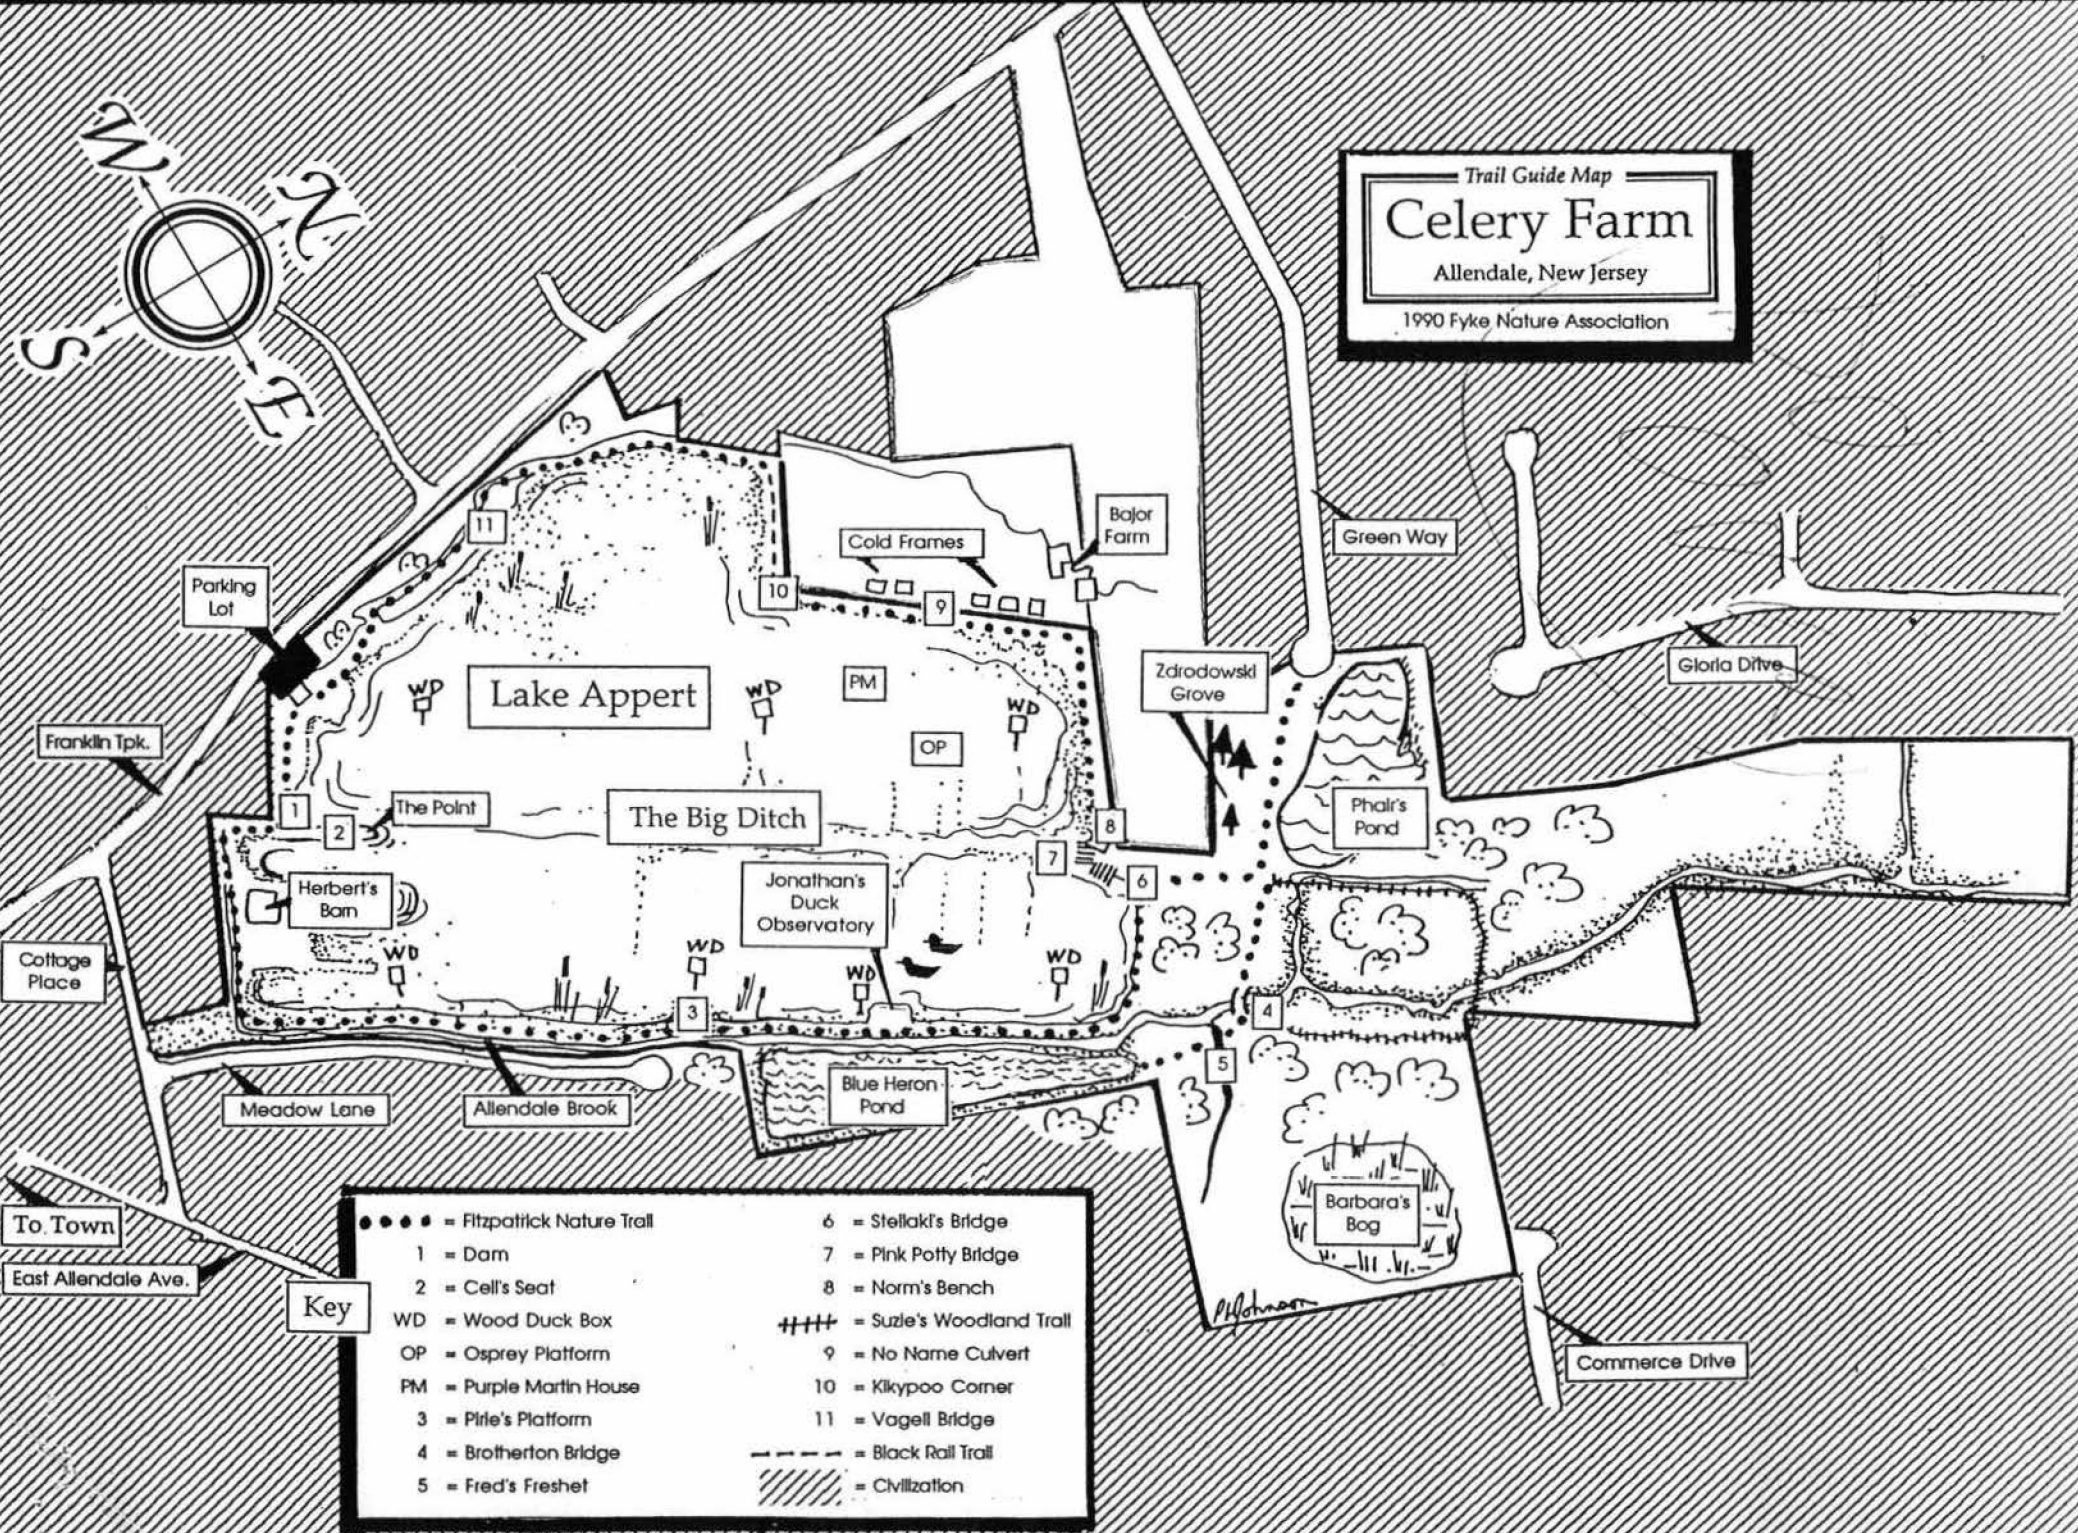 Trail Guide Map
Celery Farm
Allendale, New Jersey
1990 Fyke Nature Association
W
N
S
E
11
Bajor
Farm
Cold Frames
Green Way
10
9
Parking
Lot
Gloria Drive
Zdrodowski
Grove
WD
Lake Appert
WD
PM
WD
OP
Franklin Tpk.
1
2
The Point
The Big Ditch
8
Phair's
Pond
7
6
Herbert's
Barn
Jonathan's
Duck
Observatory
Cottage
Place
WD
WD
WD
WD
3
4
5
Meadow Lane
Allendale Brook
Blue Heron
Pond
Barbara's
Bog
PHJohnson
To Town
East Allendale Ave.
Commerce Drive
Key
= Fitzpatrick Nature Trail
1 = Dam
2 = Cell's Seat
WD = Wood Duck Box
OP = Osprey Platform
PM = Purple Martin House
3 = Pirie's Platform
4 = Brotherton Bridge
5 = Fred's Freshet
6 = Stellaki's Bridge
7 = Pink Potty Bridge
8 = Norm's Bench
= Suzie's Woodland Trail
9 = No Name Culvert
10 = Kikypoo Corner
11 = Vagell Bridge
= Black Rail Trail
= Civilization